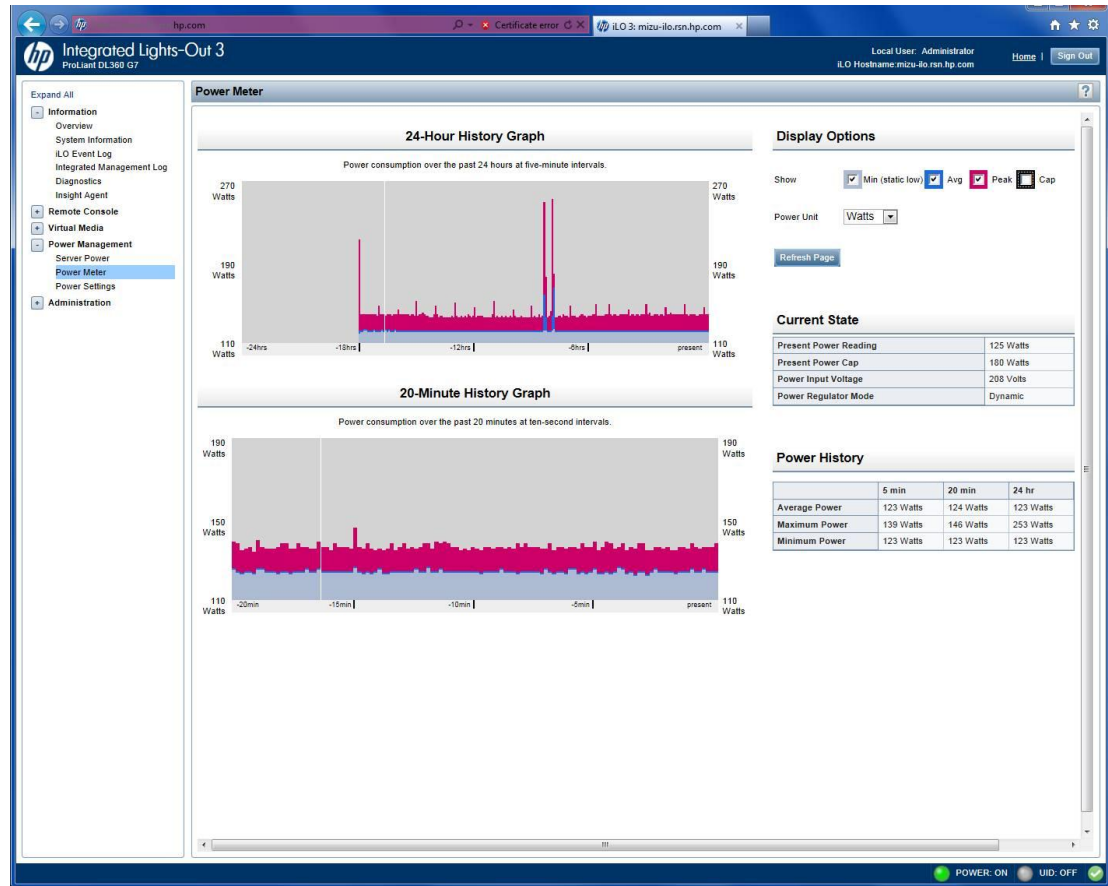 hp.com
Certificate error
iLO 3: mizu-ilo.rsn.hp.com
hp
Integrated Lights-Out 3
ProLiant DL360 G7
Local User: Administrator
iLO Hostname:mizu-ilo.rsn.hp.com
Home | Sign Out
Expand All
Information
Overview
System Information
iLO Event Log
Integrated Management Log
Diagnostics
Insight Agent
Remote Console
Virtual Media
Power Management
Server Power
Power Meter
Power Settings
Administration
Power Meter
?
24-Hour History Graph
Power consumption over the past 24 hours at five-minute intervals.
270 Watts
270 Watts
190 Watts
190 Watts
110 Watts
110 Watts
-24hrs -18hrs -12hrs -6hrs present
20-Minute History Graph
Power consumption over the past 20 minutes at ten-second intervals.
190 Watts
190 Watts
150 Watts
150 Watts
110 Watts
110 Watts
-20min -15min -10min -5min present
Display Options
Show Min (static low) Avg Peak Cap
Power Unit Watts
Refresh Page
Current State
Present Power Reading 125 Watts
Present Power Cap 180 Watts
Power Input Voltage 208 Volts
Power Regulator Mode Dynamic
Power History
5 min 20 min 24 hr
Average Power 123 Watts 124 Watts 123 Watts
Maximum Power 139 Watts 146 Watts 253 Watts
Minimum Power 123 Watts 123 Watts 123 Watts
POWER: ON UID: OFF